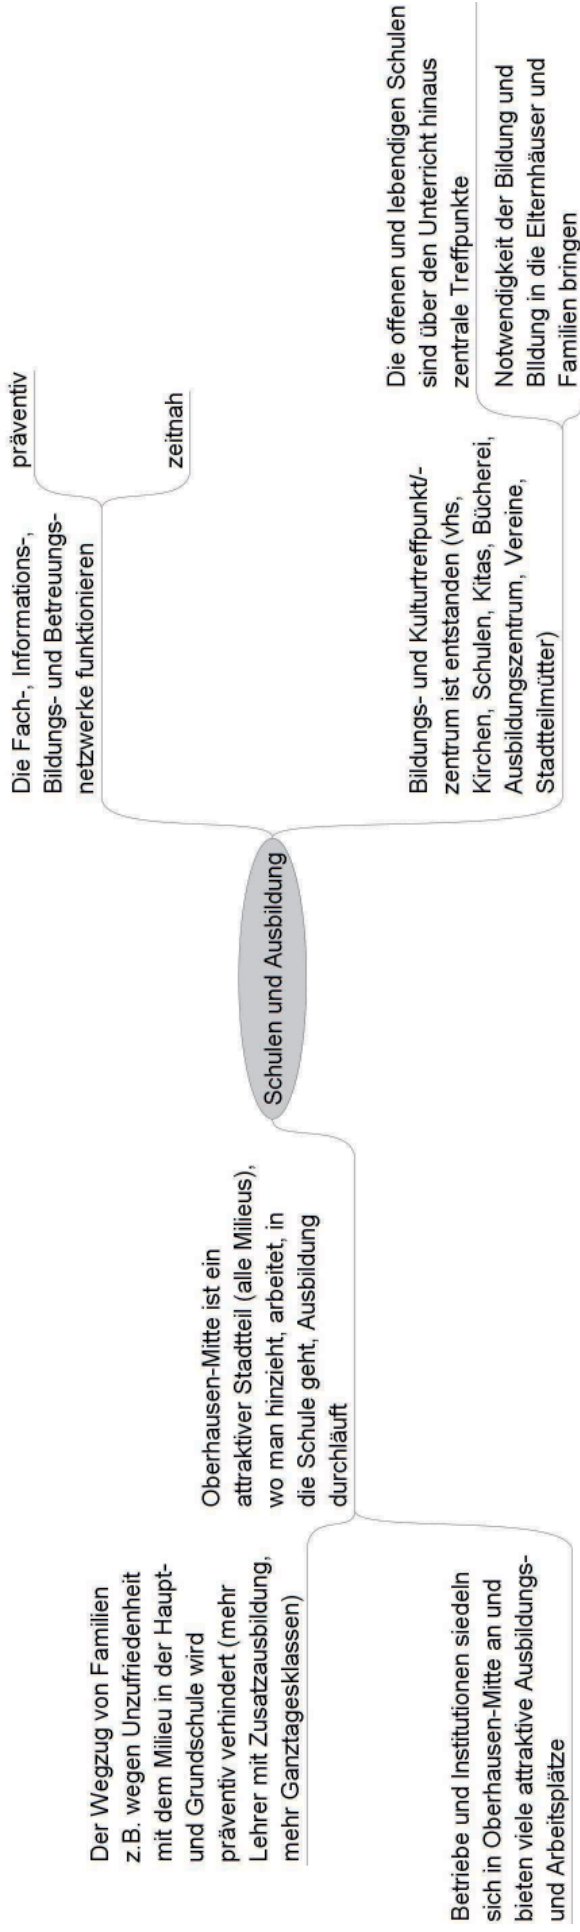 Der Wegzug von Familien
z.B. wegen Unzufriedenheit
mit dem Milieu in der Haupt-
und Grundschule wird
präventiv verhindert (mehr
Lehrer mit Zusatzausbildung,
mehr Ganztagesklassen)
Oberhausen-Mitte ist ein
attraktiver Stadtteil (alle Milieus),
wo man hinzieht, arbeitet, in
die Schule geht, Ausbildung
durchläuft
Betriebe und Institutionen siedeln
sich in Oberhausen-Mitte an und
bieten viele attraktive Ausbildungs-
und Arbeitsplätze
Schulen und Ausbildung
Die Fach-, Informations-,
Bildungs- und Betreuungs-
netzwerke funktionieren
präventiv
zeitnah
Bildungs- und Kulturtreffpunkt/-
zentrum ist entstanden (vhs,
Kirchen, Schulen, Kitas, Bücherei,
Ausbildungszentrum, Vereine,
Stadtteilmütter)
Die offenen und lebendigen Schulen
sind über den Unterricht hinaus
zentrale Treffpunkte
Notwendigkeit der Bildung und
BIldung in die Elternhäuser und
Familien bringen